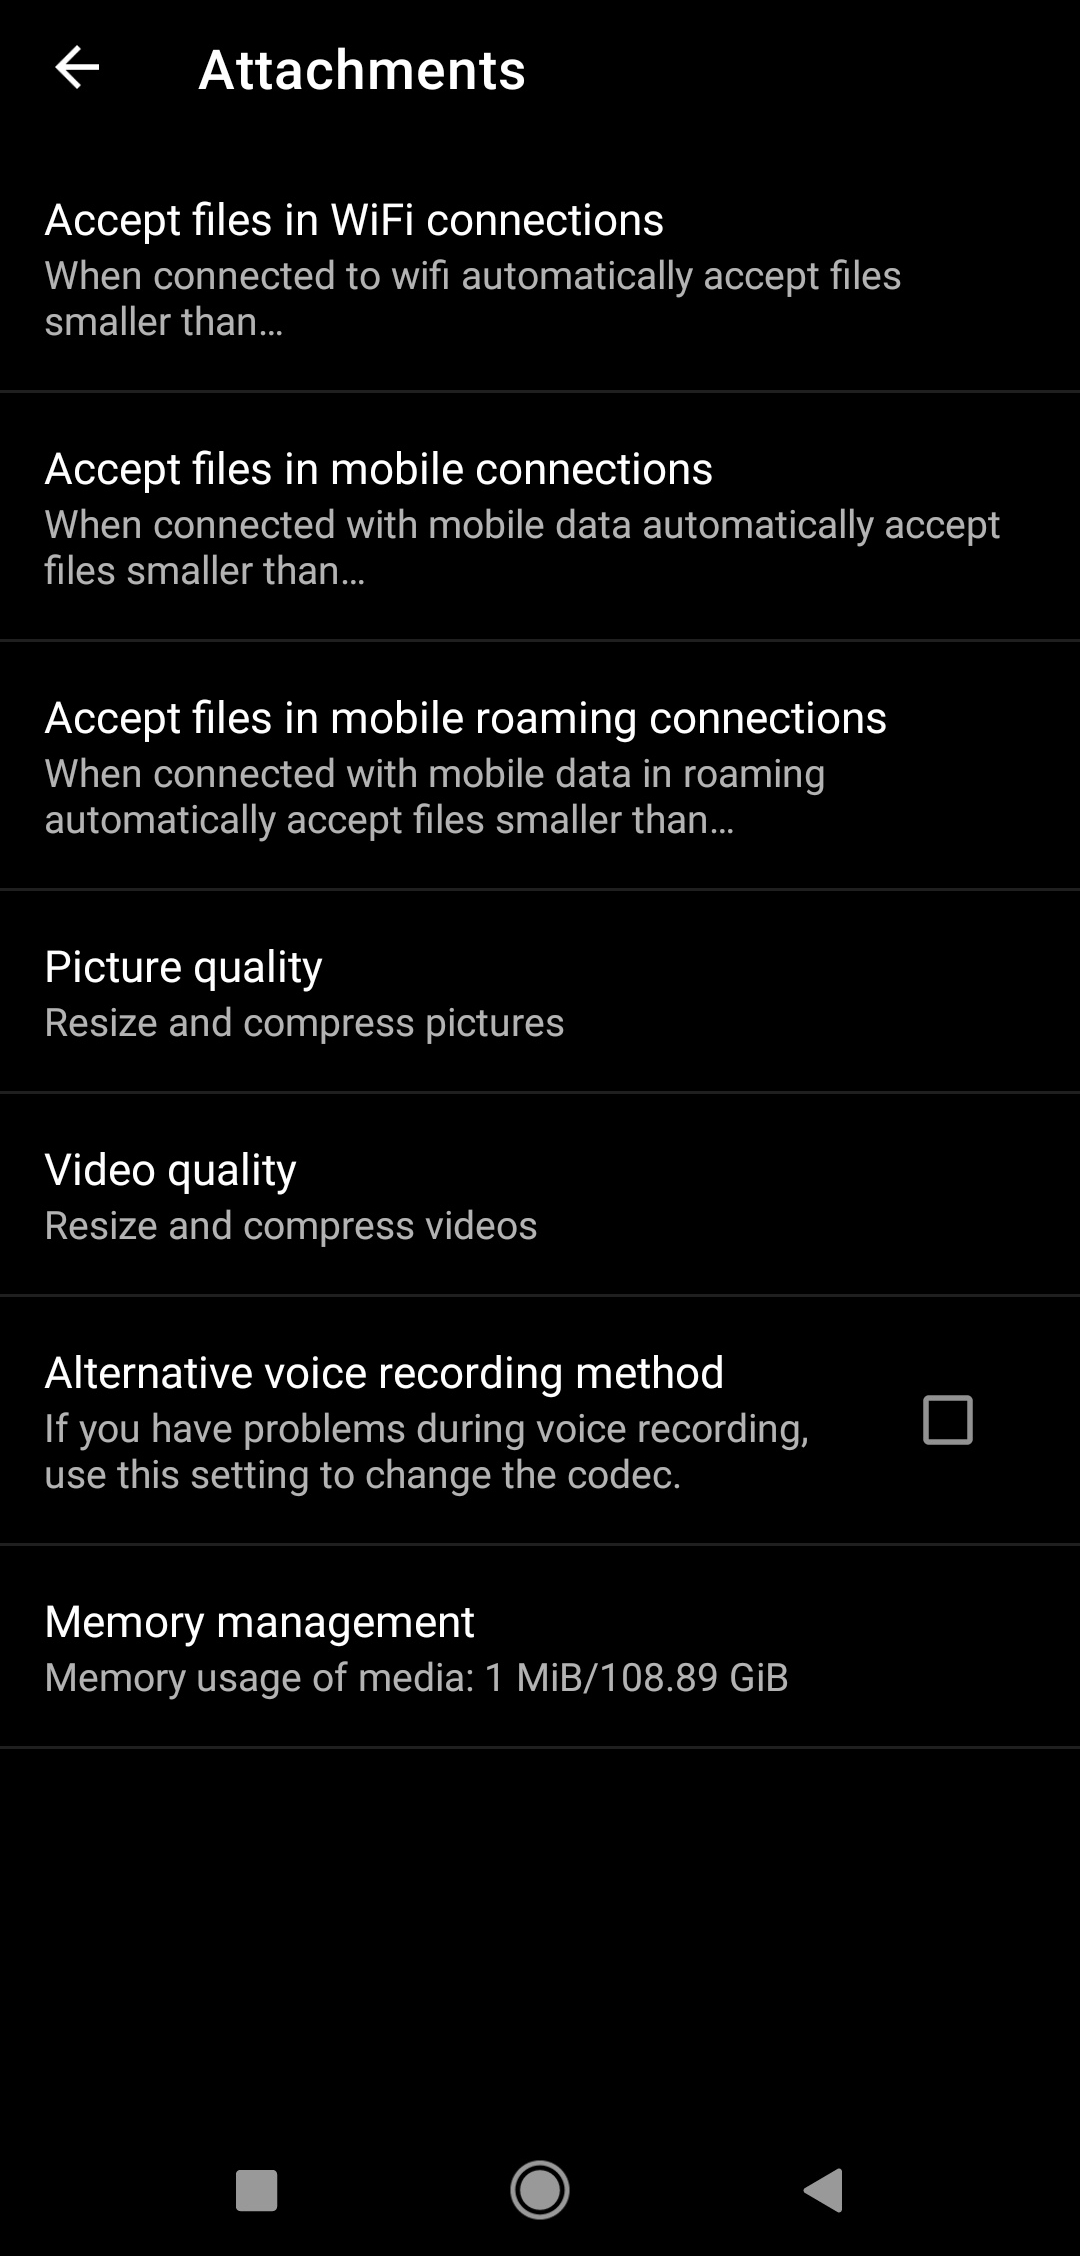 Attachments
Accept files in WiFi connections
When connected to wifi automatically accept files
smaller than…
Accept files in mobile connections
When connected with mobile data automatically accept
files smaller than…
Accept files in mobile roaming connections
When connected with mobile data in roaming
automatically accept files smaller than…
Picture quality
Resize and compress pictures
Video quality
Resize and compress videos
Alternative voice recording method
If you have problems during voice recording,
use this setting to change the codec.
Memory management
Memory usage of media: 1 MiB/108.89 GiB